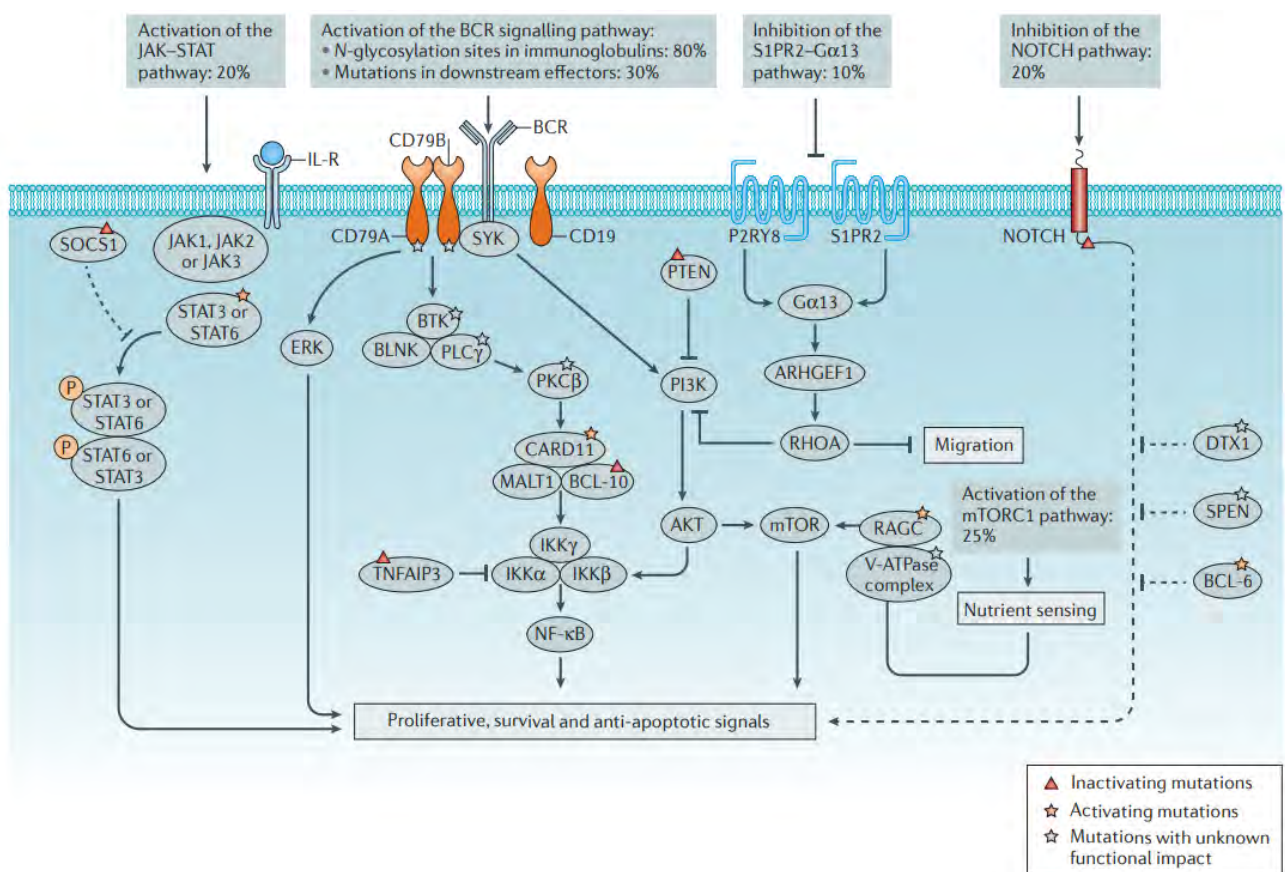 Activation of the
JAK–STAT
pathway: 20%
Activation of the BCR signalling pathway:
• N-glycosylation sites in immunoglobulins: 80%
• Mutations in downstream effectors: 30%
Inhibition of the
S1PR2–Gα13
pathway: 10%
Inhibition of the
NOTCH pathway:
20%
IL-R
CD79B
BCR
CD79A
SYK
CD19
P2RY8
S1PR2
NOTCH
SOCS1
JAK1, JAK2
or JAK3
STAT3 or
STAT6
P
STAT3 or
STAT6
P
STAT6 or
STAT3
ERK
BTK
BLNK
PLCγ
PKCβ
CARD11
MALT1
BCL-10
IKKγ
IKKα
IKKβ
TNFAIP3
NF-κB
PTEN
PI3K
AKT
mTOR
Gα13
ARHGEF1
RHOA
Migration
Activation of the
mTORC1 pathway:
25%
RAGC
V-ATPase
complex
Nutrient sensing
DTX1
SPEN
BCL-6
Proliferative, survival and anti-apoptotic signals
Inactivating mutations
Activating mutations
Mutations with unknown
functional impact